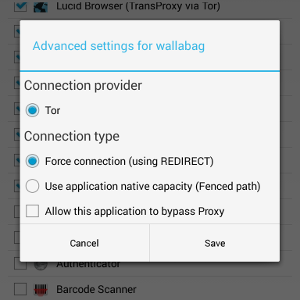 Lucid Browser (TransProxy via Tor)
Advanced settings for wallabag
Connection provider
Tor
Connection type
Force connection (using REDIRECT)
Use application native capacity (Fenced path)
Allow this application to bypass Proxy
Cancel Save
Authenticator
Barcode Scanner